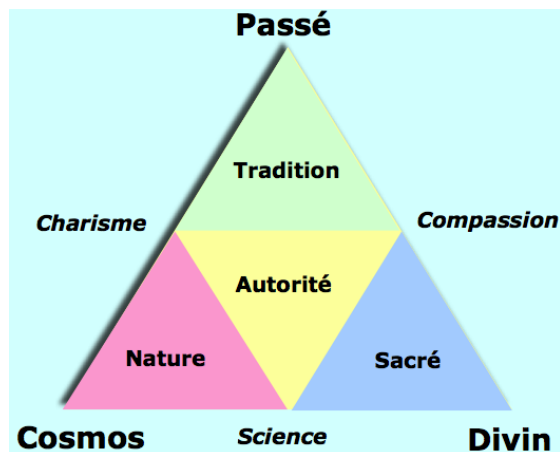 Passé
Tradition
Charisme
Compassion
Autorité
Nature
Sacré
Cosmos
Science
Divin